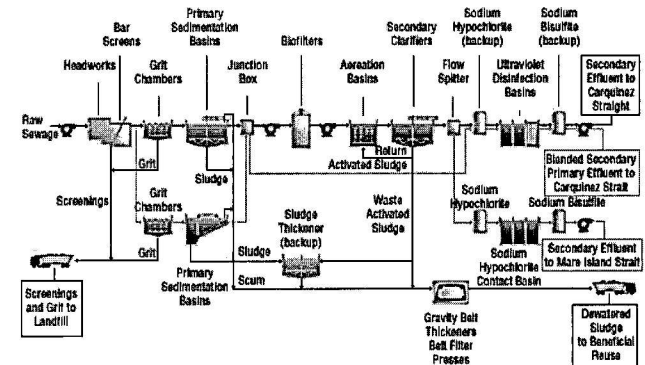 Bar
Screens
Primary
Sedimentation
Basins
Secondary
Clarifiers
Sodium
Hypochlorite
(backup)
Sodium
Bisulfite
(backup)
Headworks
Grit
Chambers
Junction
Box
Biofilters
Aereation
Basins
Flow
Spitter
Ultraviolet
Disinfection
Basins
Secondary
Effluent to
Carquinez
Straight
Raw
Sewage
Grit
Sludge
Return
Activated Sludge
Blended Secondary
Primary Effluent to
Carquinez Strait
Screenings
Grit
Chambers
Grit
Primary
Sedimentation
Basins
Sludge
Scum
Sludge
Thickener
(backup)
Waste
Activated
Sludge
Sodium
Hypochlorite
Sodium Bisulfite
Sodium
Hypochlorite
Contact Basin
Secondary Effluent
to Mare Island Strait
Screenings
and Grit to
Landfill
Gravity Belt
Thickeners
Belt Filter
Presses
Dewatered
Sludge
to Beneficial
Reuse